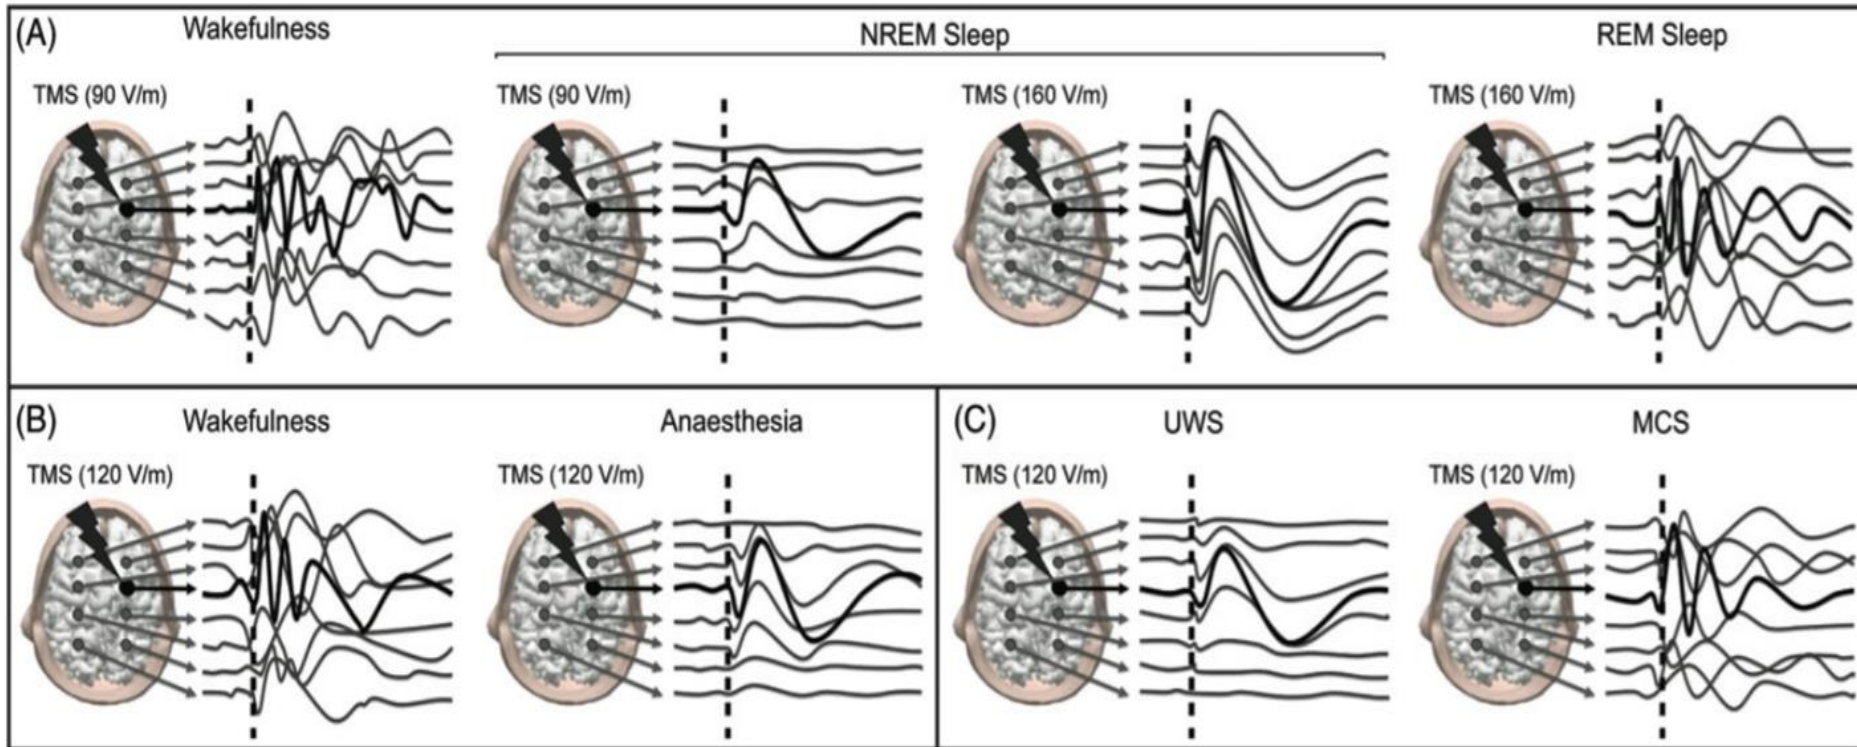 (A)
Wakefulness
NREM Sleep
REM Sleep
TMS (90 V/m)
TMS (90 V/m)
TMS (160 V/m)
TMS (160 V/m)
(B)
Wakefulness
Anaesthesia
TMS (120 V/m)
TMS (120 V/m)
(C)
UWS
MCS
TMS (120 V/m)
TMS (120 V/m)